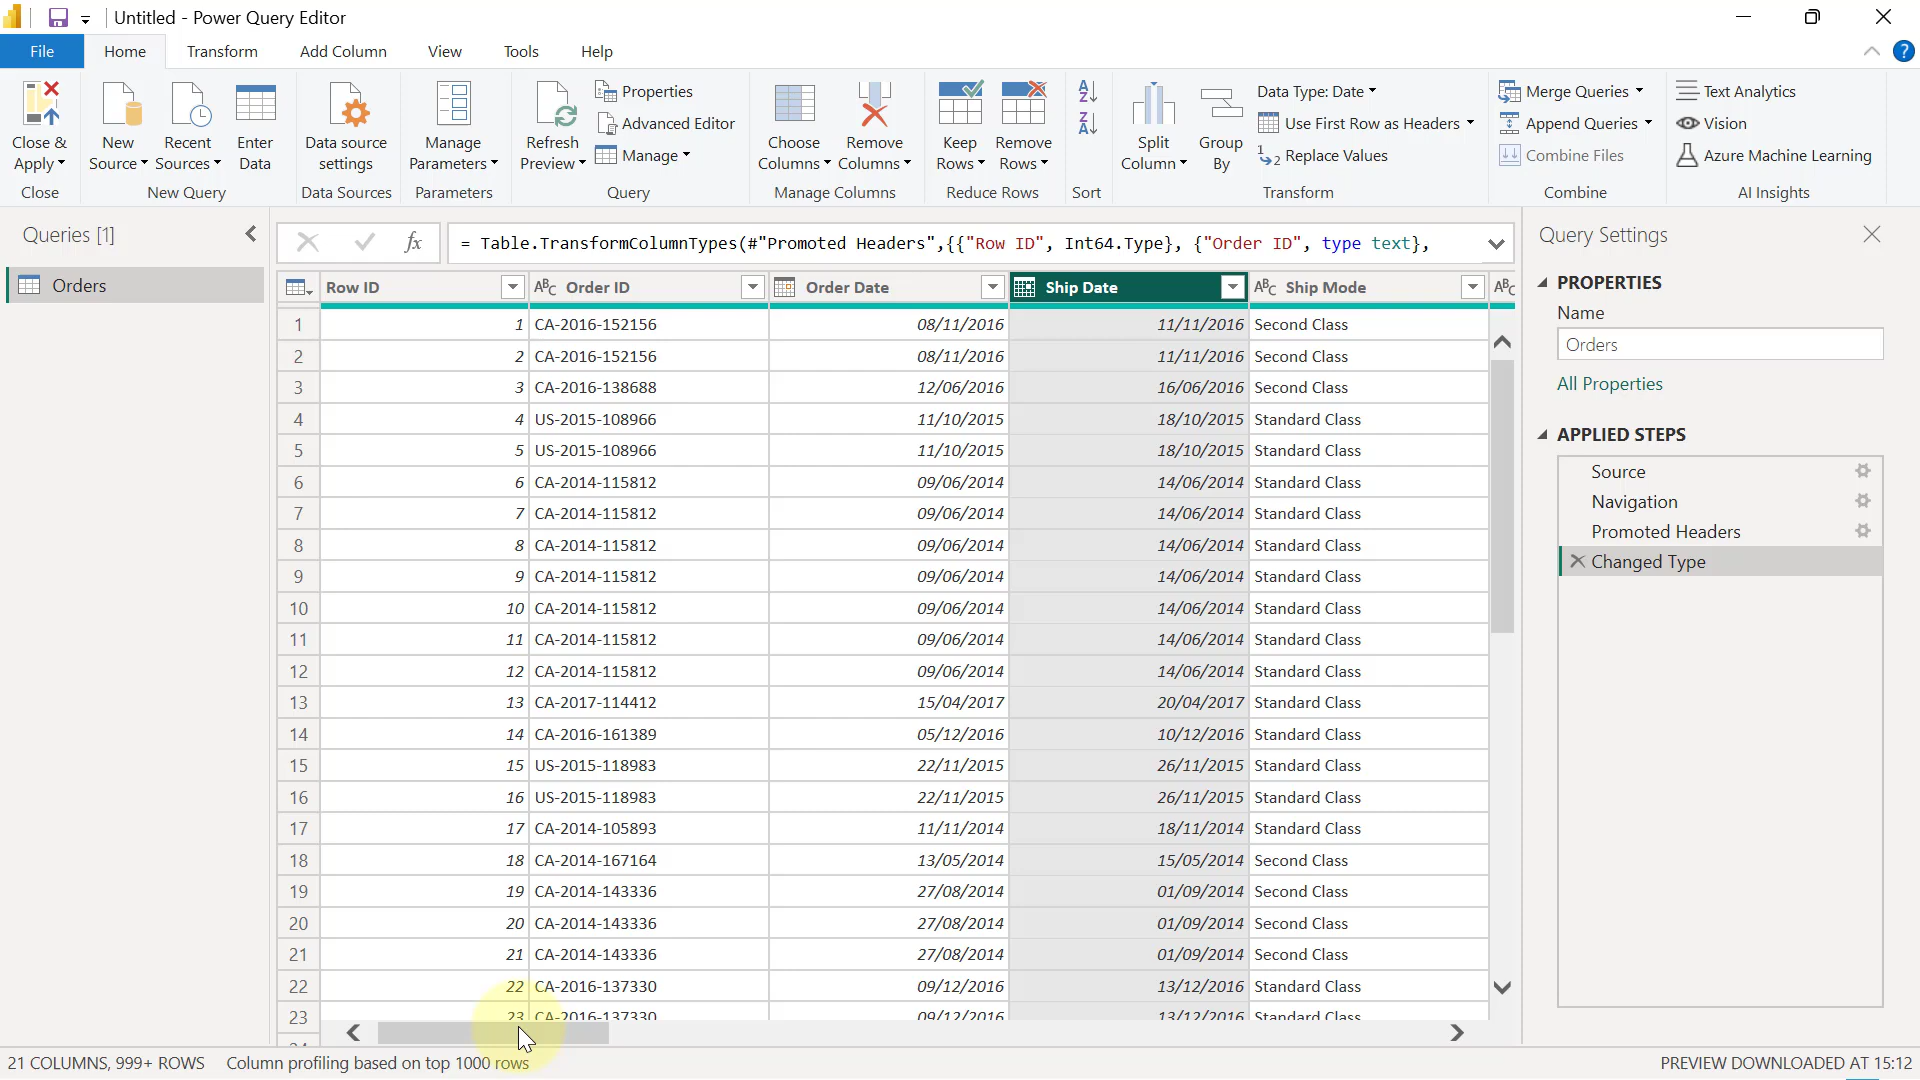 Untitled - Power Query Editor
File Home Transform Add Column View Tools Help
Close & Apply
Close
New Source
Recent Sources
Enter Data
New Query
Data source settings
Data Sources
Manage Parameters
Parameters
Refresh Preview
Properties
Advanced Editor
Manage
Query
Choose Columns
Remove Columns
Manage Columns
Keep Rows
Remove Rows
Reduce Rows
Sort
Split Column
Group By
Data Type: Date
Use First Row as Headers
Replace Values
Transform
Merge Queries
Append Queries
Combine Files
Combine
Text Analytics
Vision
Azure Machine Learning
AI Insights
Queries [1]
Orders
fx = Table.TransformColumnTypes(#"Promoted Headers",{{"Row ID", Int64.Type}, {"Order ID", type text},
Row ID ABC Order ID Order Date Ship Date ABC Ship Mode ABC
1 1 CA-2016-152156 08/11/2016 11/11/2016 Second Class
2 2 CA-2016-152156 08/11/2016 11/11/2016 Second Class
3 3 CA-2016-138688 12/06/2016 16/06/2016 Second Class
4 4 US-2015-108966 11/10/2015 18/10/2015 Standard Class
5 5 US-2015-108966 11/10/2015 18/10/2015 Standard Class
6 6 CA-2014-115812 09/06/2014 14/06/2014 Standard Class
7 7 CA-2014-115812 09/06/2014 14/06/2014 Standard Class
8 8 CA-2014-115812 09/06/2014 14/06/2014 Standard Class
9 9 CA-2014-115812 09/06/2014 14/06/2014 Standard Class
10 10 CA-2014-115812 09/06/2014 14/06/2014 Standard Class
11 11 CA-2014-115812 09/06/2014 14/06/2014 Standard Class
12 12 CA-2014-115812 09/06/2014 14/06/2014 Standard Class
13 13 CA-2017-114412 15/04/2017 20/04/2017 Standard Class
14 14 CA-2016-161389 05/12/2016 10/12/2016 Standard Class
15 15 US-2015-118983 22/11/2015 26/11/2015 Standard Class
16 16 US-2015-118983 22/11/2015 26/11/2015 Standard Class
17 17 CA-2014-105893 11/11/2014 18/11/2014 Standard Class
18 18 CA-2014-167164 13/05/2014 15/05/2014 Second Class
19 19 CA-2014-143336 27/08/2014 01/09/2014 Second Class
20 20 CA-2014-143336 27/08/2014 01/09/2014 Second Class
21 21 CA-2014-143336 27/08/2014 01/09/2014 Second Class
22 22 CA-2016-137330 09/12/2016 13/12/2016 Standard Class
23 23 CA-2016-137330 09/12/2016 13/12/2016 Standard Class
Query Settings
PROPERTIES
Name
Orders
All Properties
APPLIED STEPS
Source
Navigation
Promoted Headers
Changed Type
21 COLUMNS, 999+ ROWS Column profiling based on top 1000 rows
PREVIEW DOWNLOADED AT 15:12